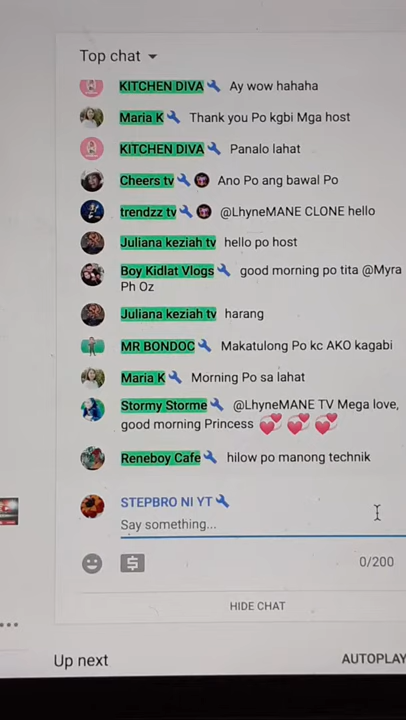 Top chat
KITCHEN DIVA Ay wow hahaha
Maria K Thank you Po kgbi Mga host
KITCHEN DIVA Panalo lahat
Cheers tv Ano Po ang bawal Po
trendzz tv @LhyneMANE CLONE hello
Juliana keziah tv hello po host
Boy Kidlat Vlogs good morning po tita @Myra
Ph Oz
Juliana keziah tv harang
MR BONDOC Makatulong Po kc AKO kagabi
Maria K Morning Po sa lahat
Stormy Storme @LhyneMANE TV Mega love,
good morning Princess
Reneboy Cafe hilow po manong technik
STEPBRO NI YT
Say something...
0/200
HIDE CHAT
Up next
AUTOPLAY